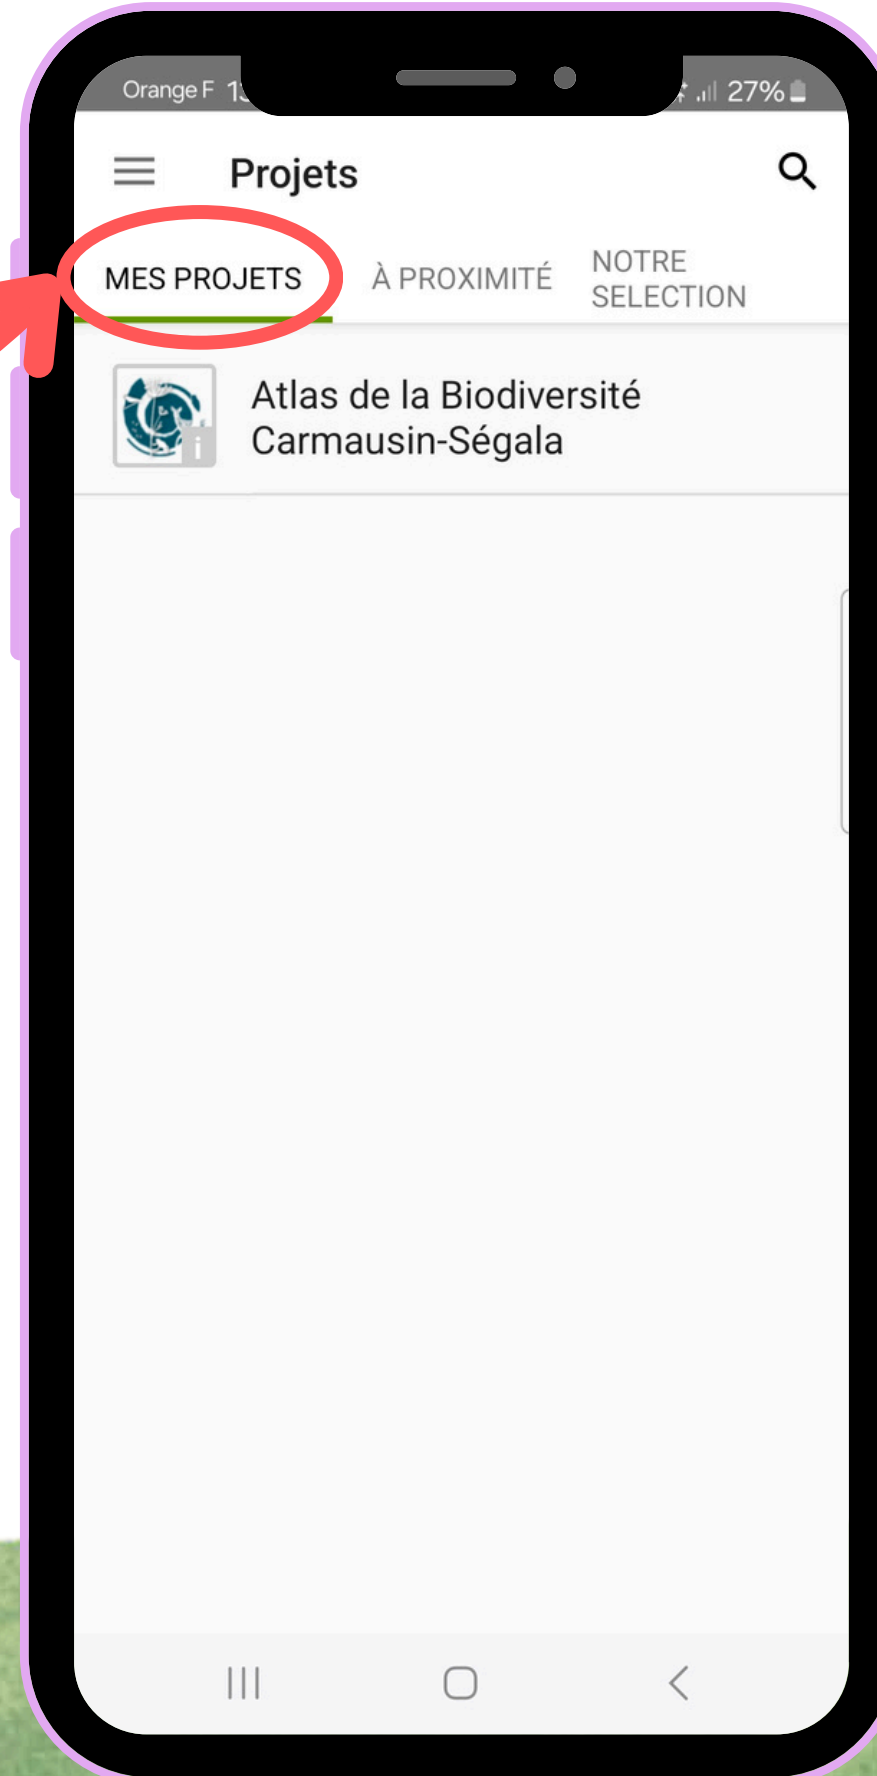 Orange F
27%
Projets
MES PROJETS
À PROXIMITÉ
NOTRE
SELECTION
Atlas de la Biodiversité
Carmausin-Ségala
i